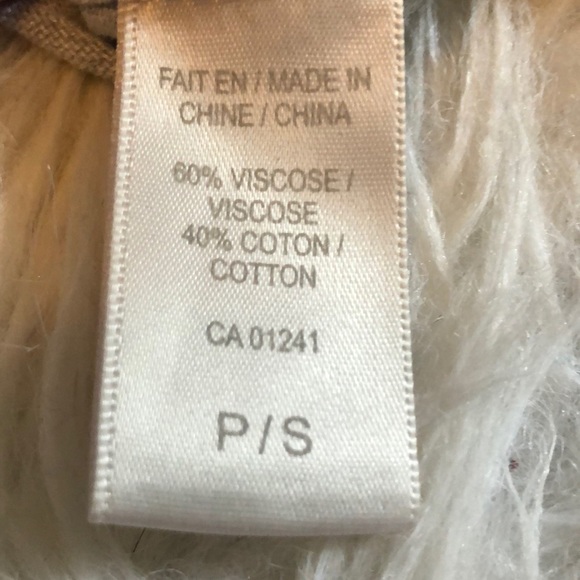 FAIT EN / MADE IN
CHINE / CHINA
60% VISCOSE /
VISCOSE
40% COTON /
COTTON
CA 01241
P / S